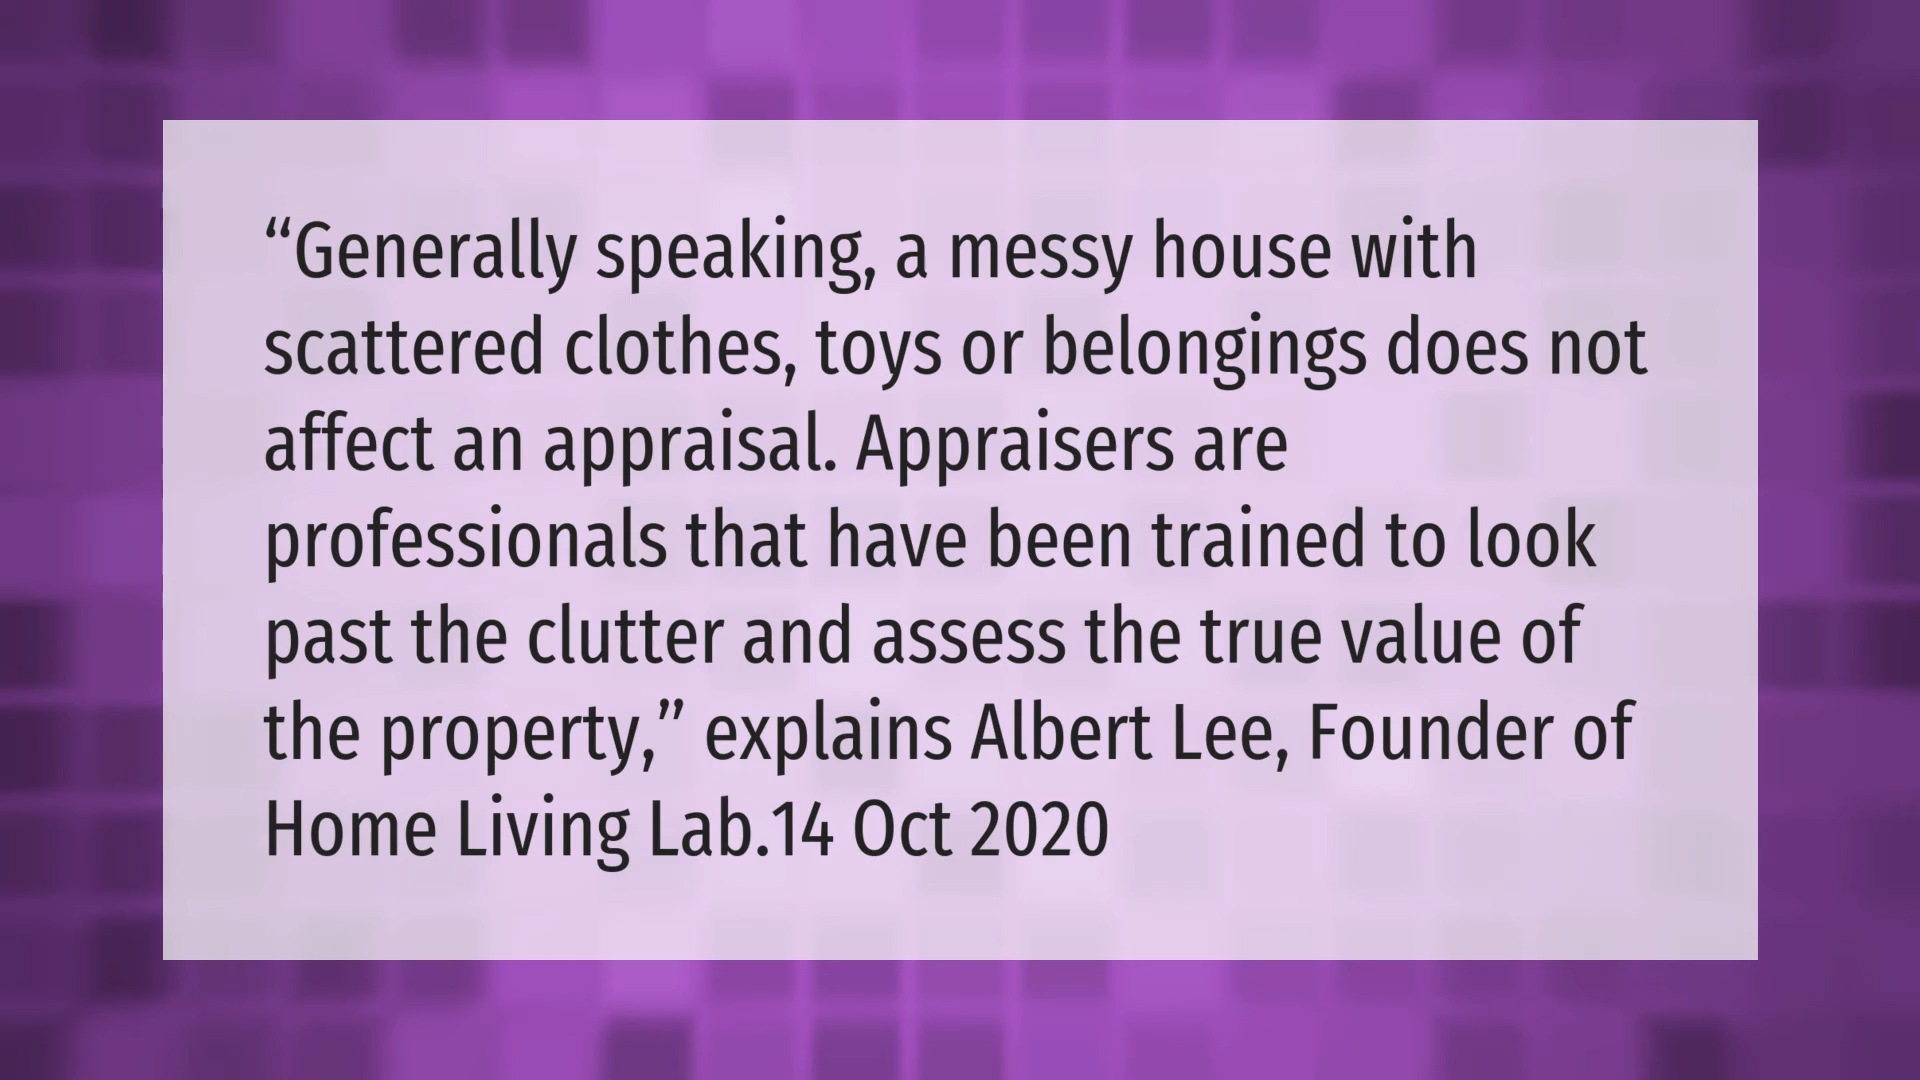 “Generally speaking, a messy house with
scattered clothes, toys or belongings does not
affect an appraisal. Appraisers are
professionals that have been trained to look
past the clutter and assess the true value of
the property,” explains Albert Lee, Founder of
Home Living Lab.14 Oct 2020